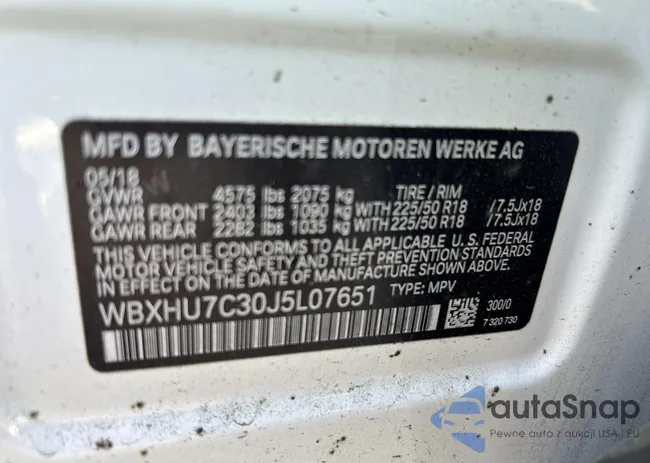 MFD BY BAYERISCHE MOTOREN WERKE AG
05/18
GVWR 4575 lbs 2075 kg TIRE / RIM
GAWR FRONT 2403 lbs 1090 kg WITH 225/50 R18 /7.5Jx18
GAWR REAR 2282 lbs 1035 kg WITH 225/50 R18 /7.5Jx18
THIS VEHICLE CONFORMS TO ALL APPLICABLE U.S. FEDERAL
MOTOR VEHICLE SAFETY AND THEFT PREVENTION STANDARDS
IN EFFECT ON THE DATE OF MANUFACTURE SHOWN ABOVE.
WBXHU7C30J5L07651 TYPE: MPV
300/0
7 320 730
autaSnap
Pewne auta z aukcji USA i EU